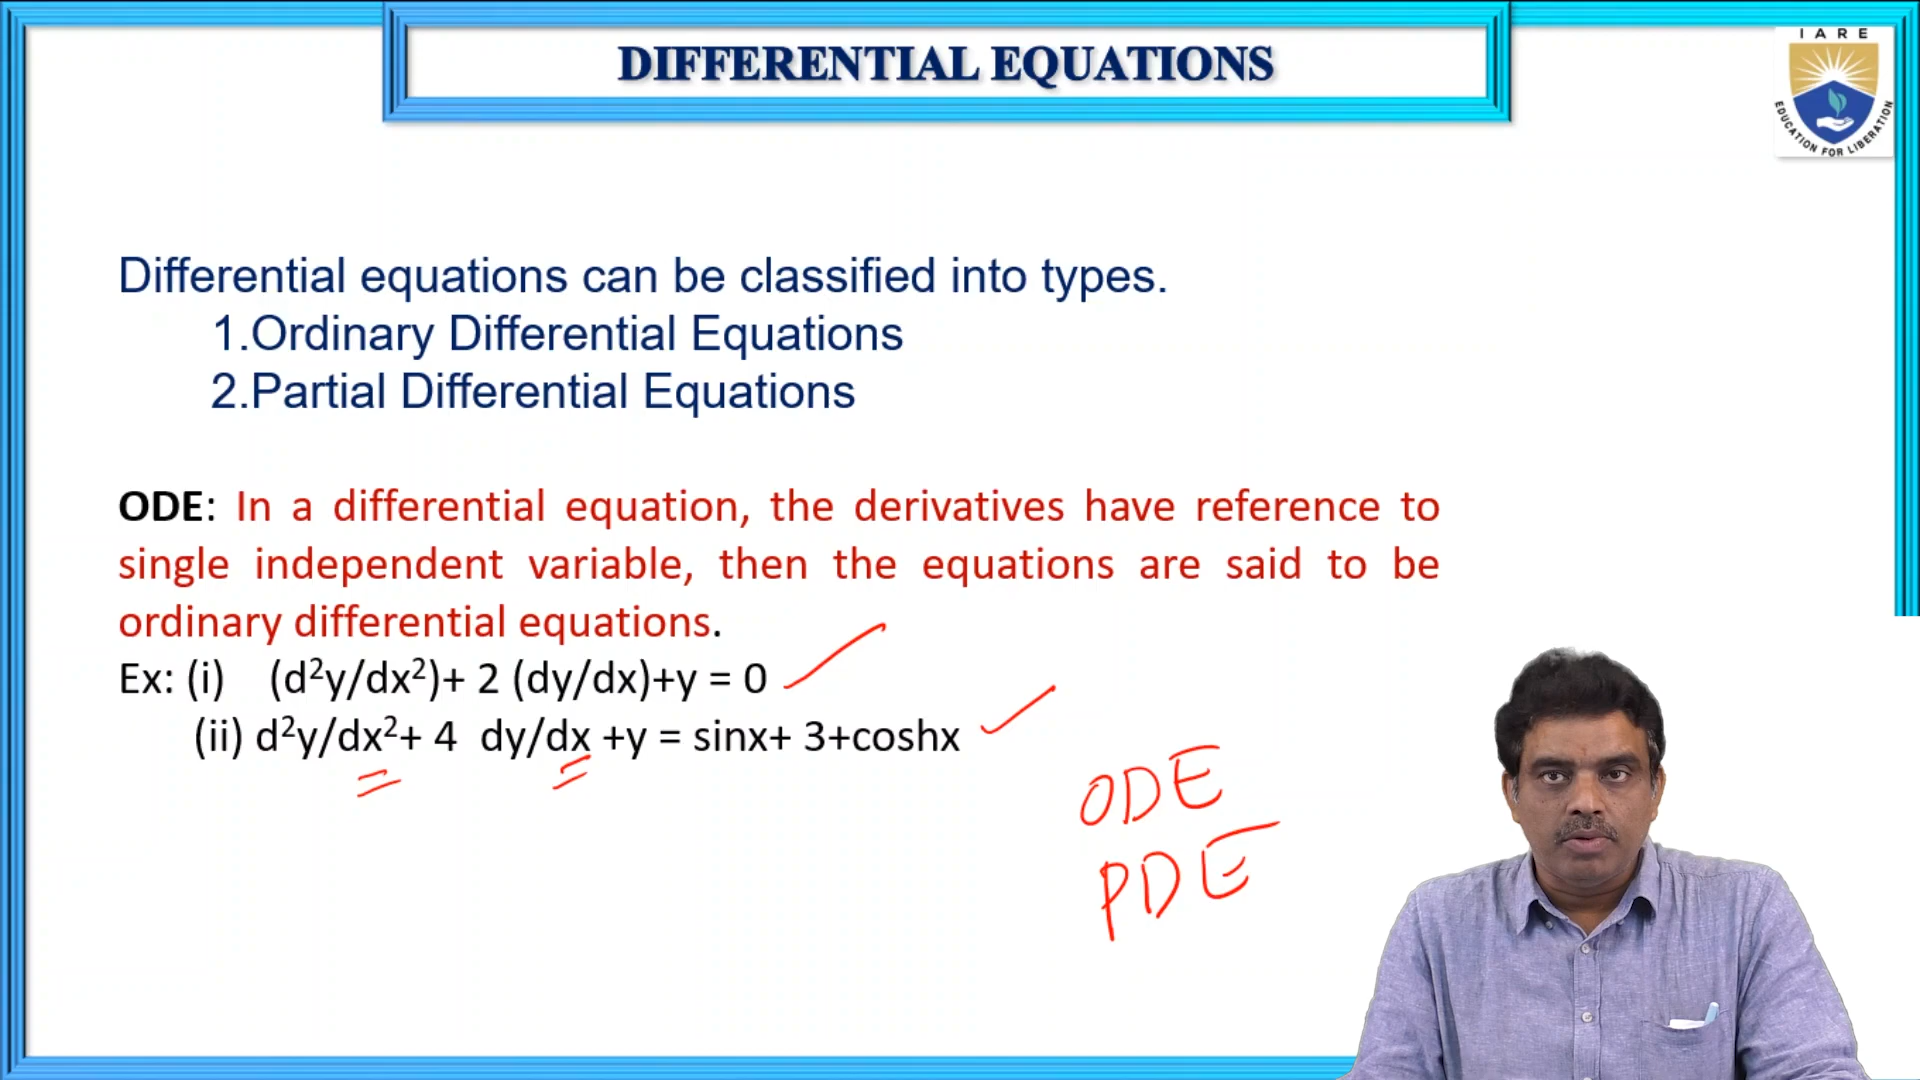 DIFFERENTIAL EQUATIONS
IARE
EDUCATION FOR LIBERATION
Differential equations can be classified into types.
1.Ordinary Differential Equations
2.Partial Differential Equations
ODE: In a differential equation, the derivatives have reference to
single independent variable, then the equations are said to be
ordinary differential equations.
Ex: (i) (d²y/dx²)+ 2 (dy/dx)+y = 0
(ii) d²y/dx²+ 4 dy/dx +y = sinx+ 3+coshx
ODE
PDE